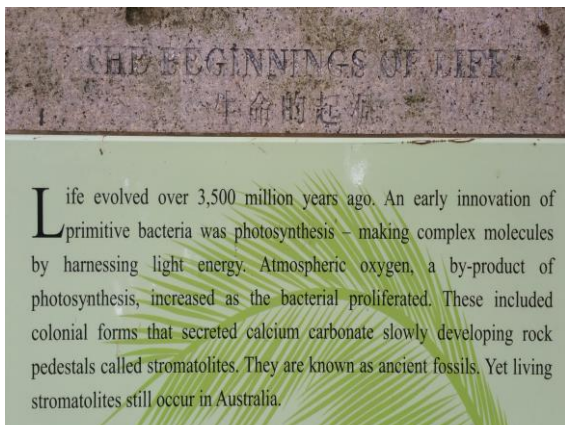 THE BEGINNINGS OF LIFE
生命的起源
Life evolved over 3,500 million years ago. An early innovation of
primitive bacteria was photosynthesis – making complex molecules
by harnessing light energy. Atmospheric oxygen, a by-product of
photosynthesis, increased as the bacterial proliferated. These included
colonial forms that secreted calcium carbonate slowly developing rock
pedestals called stromatolites. They are known as ancient fossils. Yet living
stromatolites still occur in Australia.